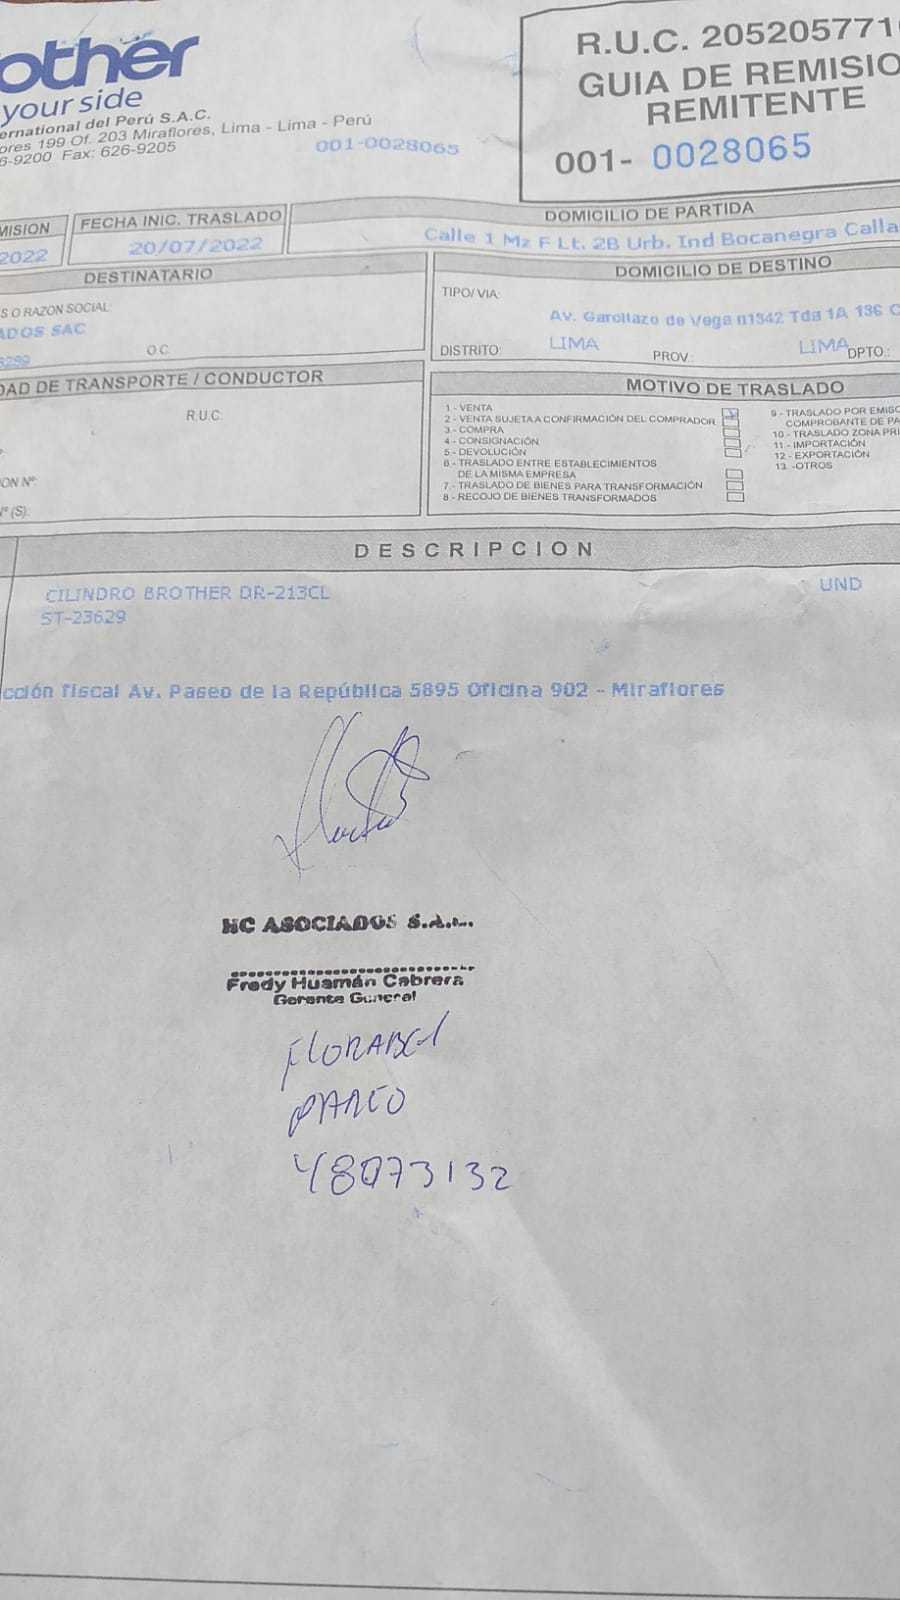 other
your side
ernational del Perú S.A.C.
ores 199 Of. 203 Miraflores, Lima - Lima - Perú
6-9200 Fax: 626-9205
001-0028065
R.U.C. 2052057710
GUIA DE REMISIO
REMITENTE
001- 0028065
MISION
2022
FECHA INIC. TRASLADO
20/07/2022
DOMICILIO DE PARTIDA
Calle 1 Mz F Lt. 2B Urb. Ind Bocanegra Calla
DESTINATARIO
S O RAZON SOCIAL:
ADOS SAC
O.C.
DOMICILIO DE DESTINO
TIPO/ VIA:
Av. Garcilazo de Vega n1342 Tda 1A 136 C
DISTRITO: LIMA PROV.: LIMA DPTO.:
DAD DE TRANSPORTE / CONDUCTOR
R.U.C.
ON Nº:
Nº (S):
MOTIVO DE TRASLADO
1 - VENTA
2 - VENTA SUJETA A CONFIRMACIÓN DEL COMPRADOR
3 - COMPRA
4 - CONSIGNACIÓN
5 - DEVOLUCIÓN
6 - TRASLADO ENTRE ESTABLECIMIENTOS
DE LA MISMA EMPRESA
7 - TRASLADO DE BIENES PARA TRANSFORMACIÓN
8 - RECOJO DE BIENES TRANSFORMADOS
9 - TRASLADO POR EMISO
COMPROBANTE DE PA
10 - TRASLADO ZONA PRI
11 - IMPORTACIÓN
12 - EXPORTACIÓN
13 -OTROS
DESCRIPCION
CILINDRO BROTHER DR-213CL
UND
ST-23629
cción fiscal Av. Paseo de la República 5895 Oficina 902 - Miraflores
HC ASOCIADOS S.A.C.
Fredy Huamán Cabrera
Gerente General
FLORABEL
PAREO
48073132